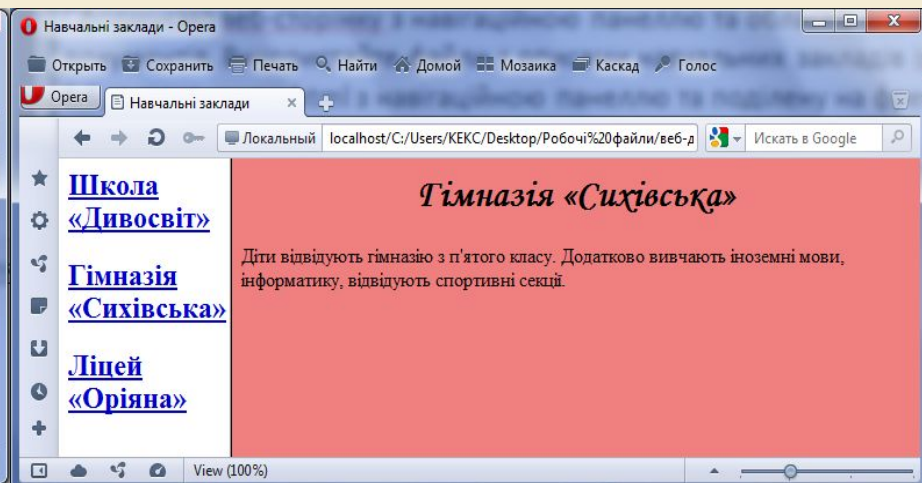 Навчальні заклади - Opera
Открыть Сохранить Печать Найти Домой Мозаика Каскад Голос
Opera Навчальні заклади
Локальный localhost/C:/Users/КЕКС/Desktop/Робочі%20файли/веб-д Искать в Google
Школа
«Дивосвіт»
Гімназія
«Сихівська»
Ліцей
«Оріяна»
Гімназія «Сихівська»
Діти відвідують гімназію з п'ятого класу. Додатково вивчають іноземні мови,
інформатику, відвідують спортивні секції.
View (100%)